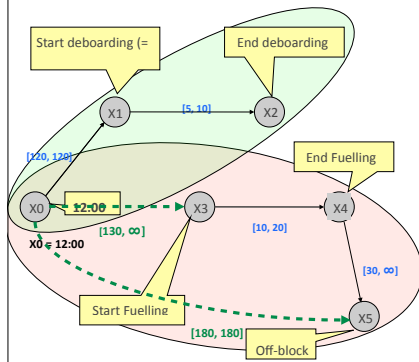 Start deboarding (=
End deboarding
X1
[5, 10]
X2
[120, 120]
End Fuelling
X0
12:00
X3
X4
[10, 20]
[130, ∞]
X0 = 12:00
[30, ∞]
Start Fuelling
X5
[180, 180]
Off-block